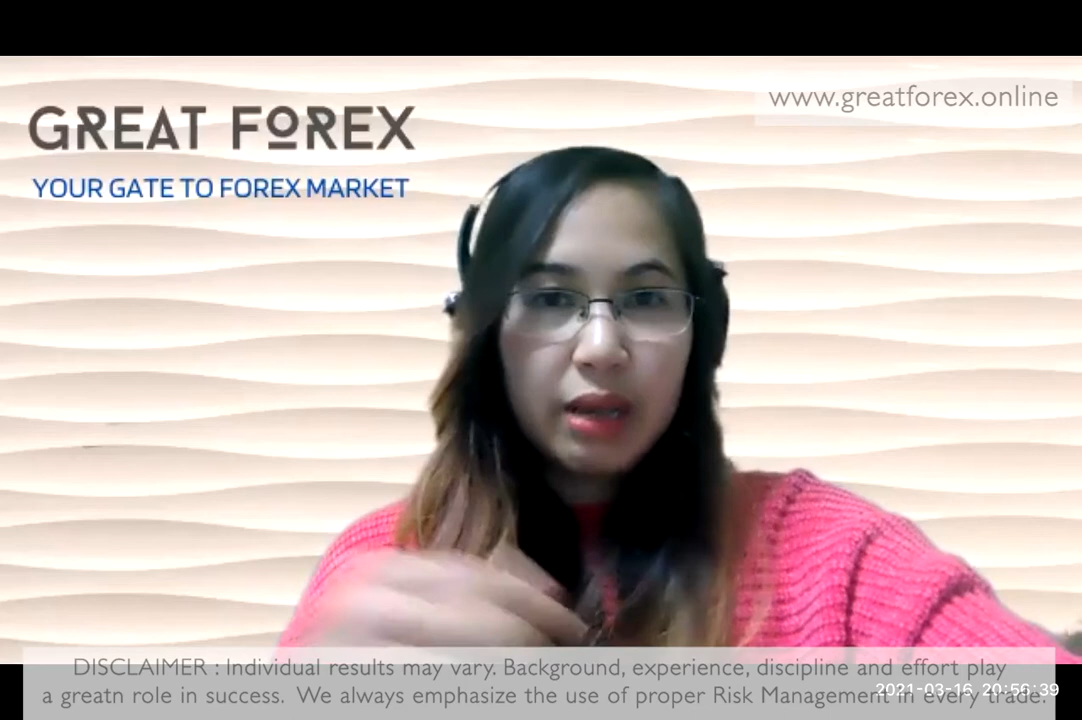 www.greatforex.online
GREAT FOREX
YOUR GATE TO FOREX MARKET
DISCLAIMER : Individual results may vary. Background, experience, discipline and effort play
a greatn role in success. We always emphasize the use of proper Risk Management in every trade.
2021-03-16 20:56:39